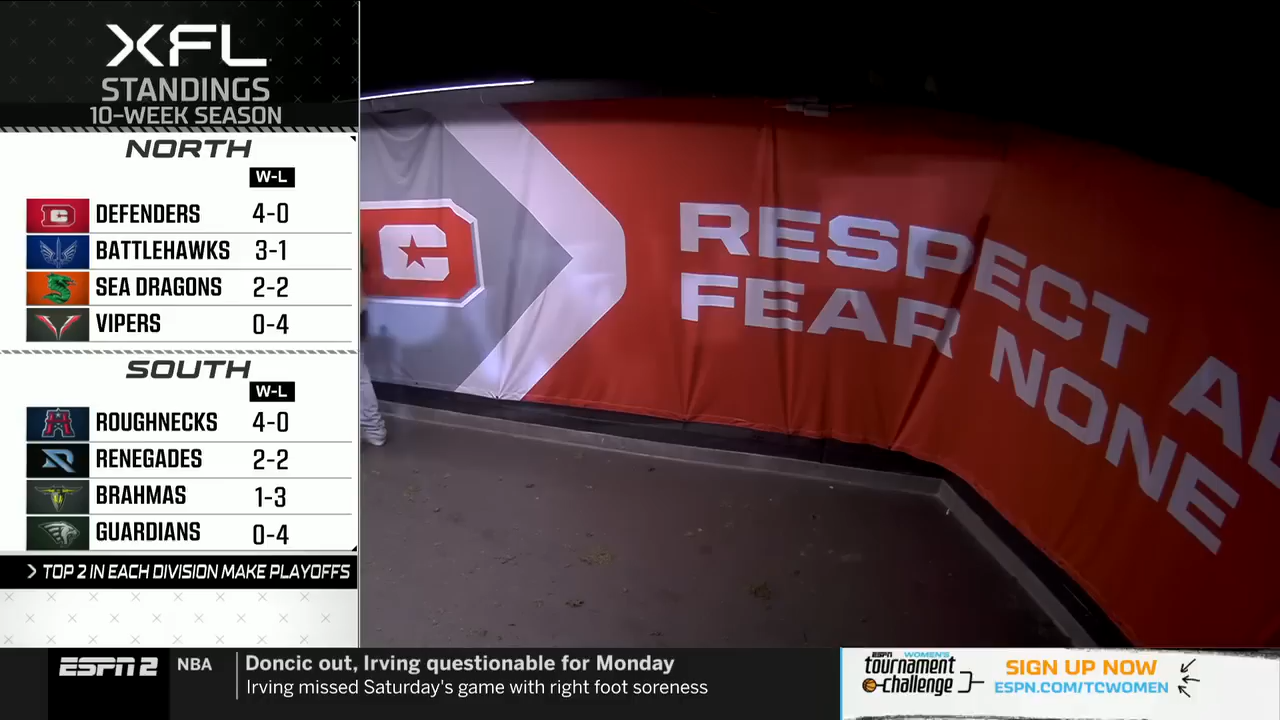 XFL
STANDINGS
10-WEEK SEASON
NORTH
W-L
DEFENDERS 4-0
BATTLEHAWKS 3-1
SEA DRAGONS 2-2
VIPERS 0-4
SOUTH
W-L
ROUGHNECKS 4-0
RENEGADES 2-2
BRAHMAS 1-3
GUARDIANS 0-4
> TOP 2 IN EACH DIVISION MAKE PLAYOFFS
RESPECT AL
FEAR NONE
ESPN2
NBA
Doncic out, Irving questionable for Monday
Irving missed Saturday's game with right foot soreness
ESPN WOMEN'S
tournament
challenge
SIGN UP NOW
ESPN.COM/TCWOMEN